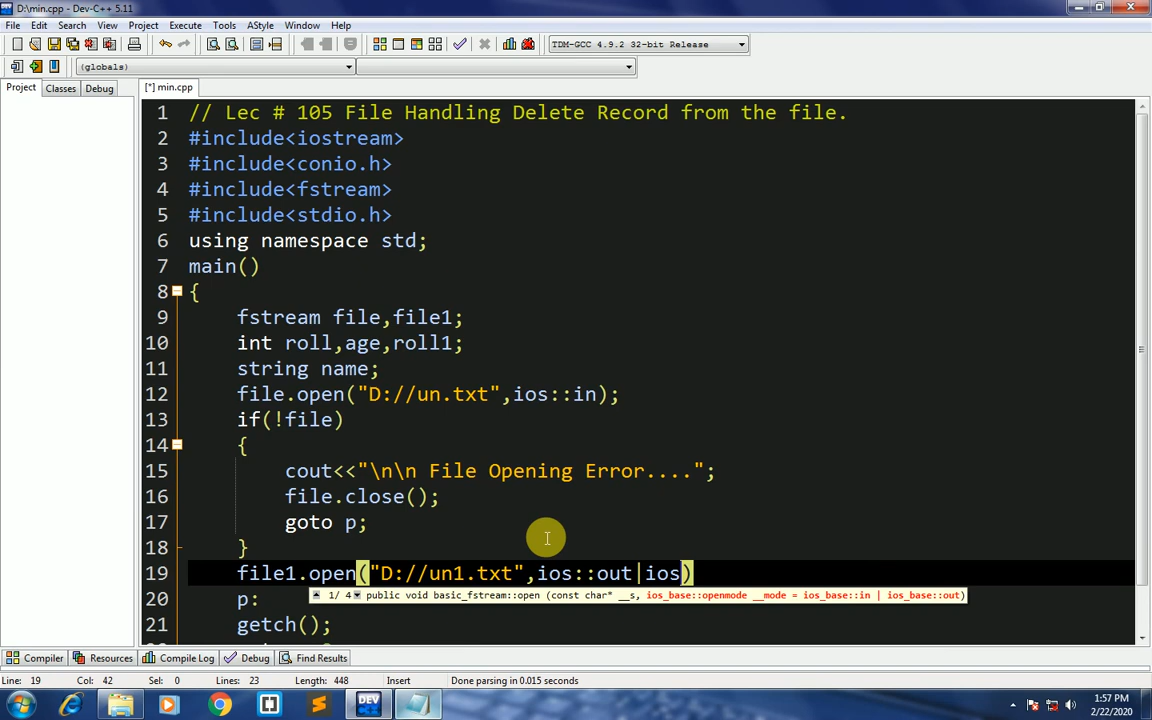 D:\min.cpp - Dev-C++ 5.11
File Edit Search View Project Execute Tools AStyle Window Help
TDM-GCC 4.9.2 32-bit Release
(globals)
Project Classes Debug [*] min.cpp
1 // Lec # 105 File Handling Delete Record from the file.
2 #include<iostream>
3 #include<conio.h>
4 #include<fstream>
5 #include<stdio.h>
6 using namespace std;
7 main()
8 {
9 fstream file,file1;
10 int roll,age,roll1;
11 string name;
12 file.open("D://un.txt",ios::in);
13 if(!file)
14 {
15 cout<<"\n\n File Opening Error....";
16 file.close();
17 goto p;
18 }
19 file1.open("D://un1.txt",ios::out|ios)
1/ 4 public void basic_fstream::open (const char* __s, ios_base::openmode __mode = ios_base::in | ios_base::out)
20 p:
21 getch();
Compiler Resources Compile Log Debug Find Results
Line: 19 Col: 42 Sel: 0 Lines: 23 Length: 448 Insert Done parsing in 0.015 seconds
DEV
1:57 PM
2/22/2020